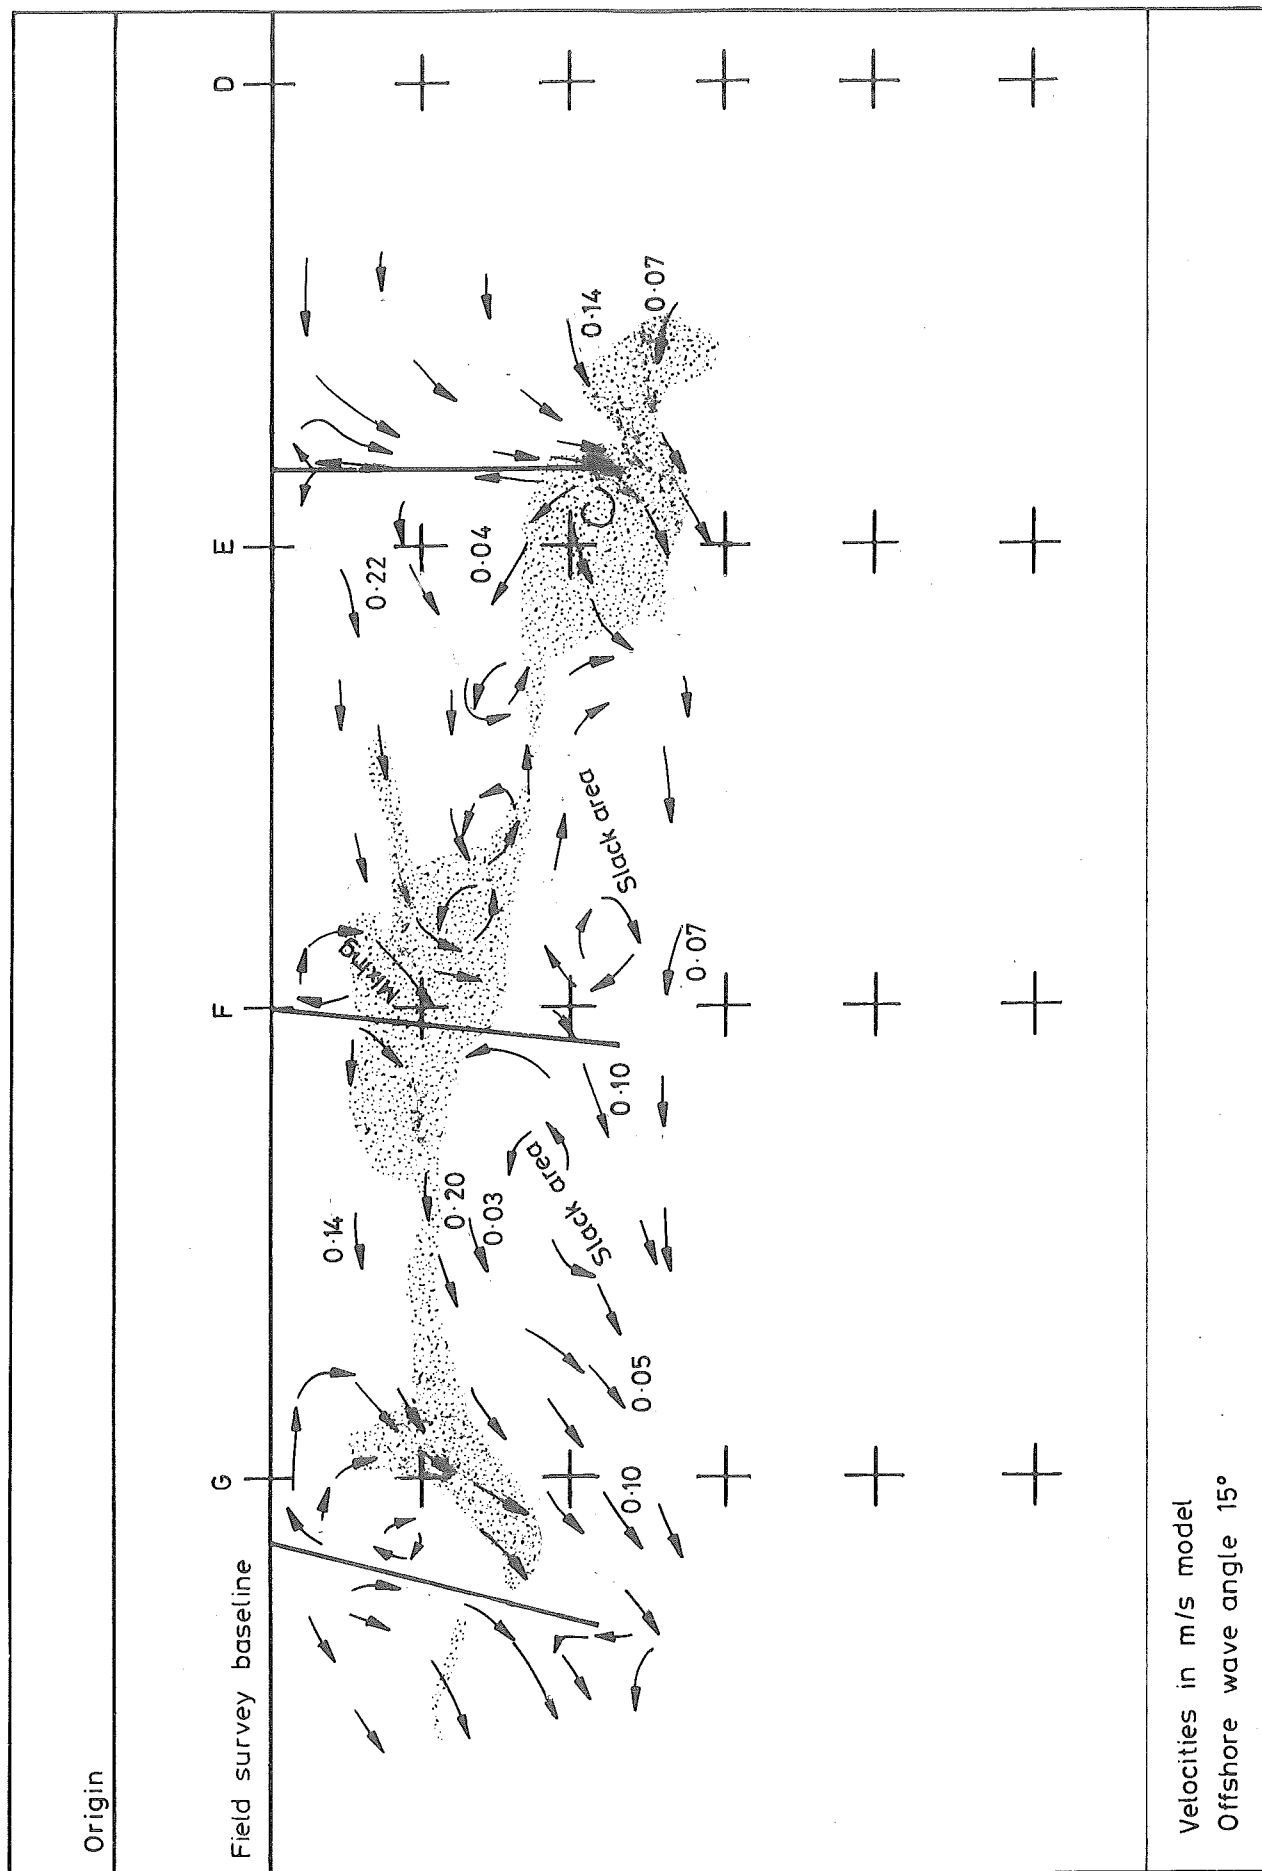 Origin
Field survey baseline
G
F
E
D
0·14
0·22
0·20
0·03
0·04
Mixing
Slack area
Slack area
0·14
0·07
0·05
0·10
0·10
0·07
Velocities in m/s model
Offshore wave angle 15°